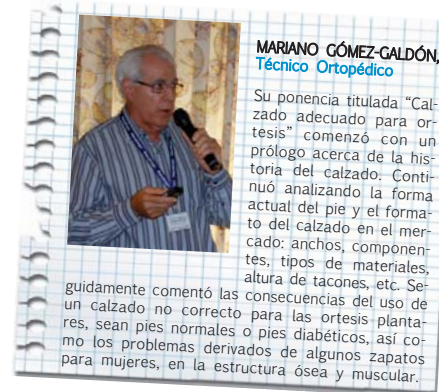 MARIANO GÓMEZ-GALDÓN,
Técnico Ortopédico
Su ponencia titulada “Cal-
zado adecuado para or-
tesis” comenzó con un
prólogo acerca de la his-
toria del calzado. Conti-
nuó analizando la forma
actual del pie y el forma-
to del calzado en el mer-
cado: anchos, componen-
tes, tipos de materiales,
altura de tacones, etc. Se-
guidamente comentó las consecuencias del uso de
un calzado no correcto para las ortesis planta-
res, sean pies normales o pies diabéticos, así co-
mo los problemas derivados de algunos zapatos
para mujeres, en la estructura ósea y muscular.